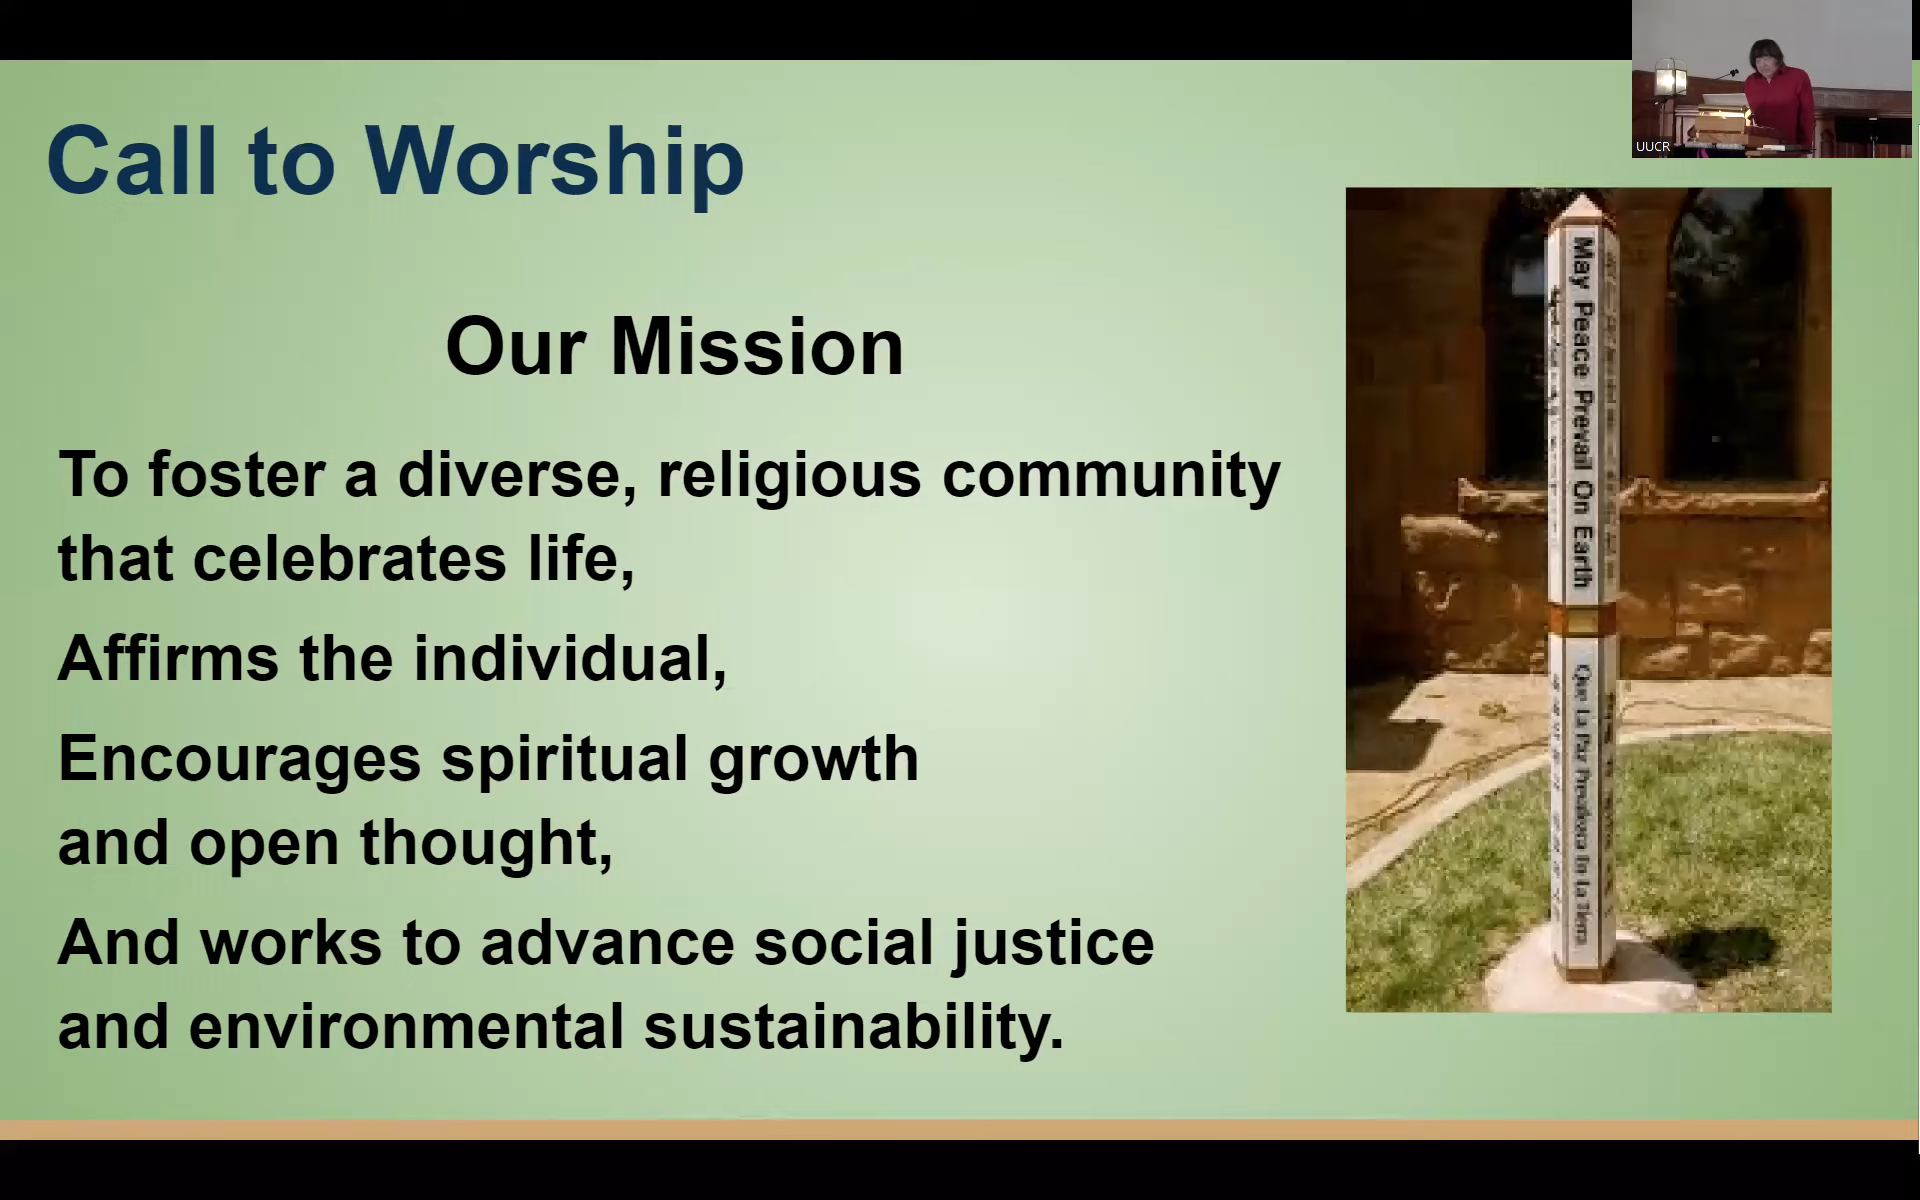 Call to Worship
UUCR
Our Mission
To foster a diverse, religious community
that celebrates life,
Affirms the individual,
Encourages spiritual growth
and open thought,
And works to advance social justice
and environmental sustainability.
May Peace Prevail On Earth
Que La Paz Prevalezca En La Tierra